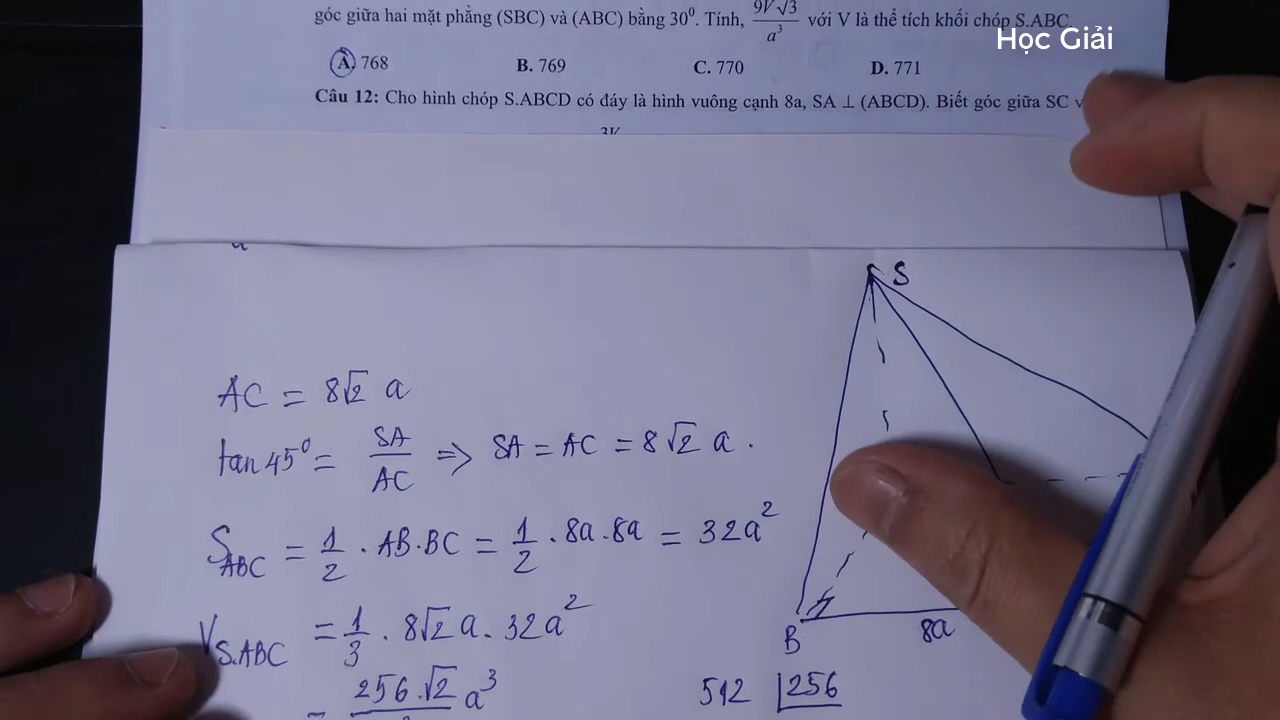 góc giữa hai mặt phẳng (SBC) và (ABC) bằng 30⁰. Tính, 9V√3/a³ với V là thể tích khối chóp S.ABC.
Học Giải
A. 768 B. 769 C. 770 D. 771
Câu 12: Cho hình chóp S.ABCD có đáy là hình vuông cạnh 8a, SA ⊥ (ABCD). Biết góc giữa SC
S
AC = 8√2 a
tan 45⁰ = SA/AC => SA = AC = 8√2 a.
S_ABC = 1/2 . AB.BC = 1/2 . 8a.8a = 32a²
V_S.ABC = 1/3 . 8√2 a. 32a²
B 8a
= 256.√2/ a³
512 256